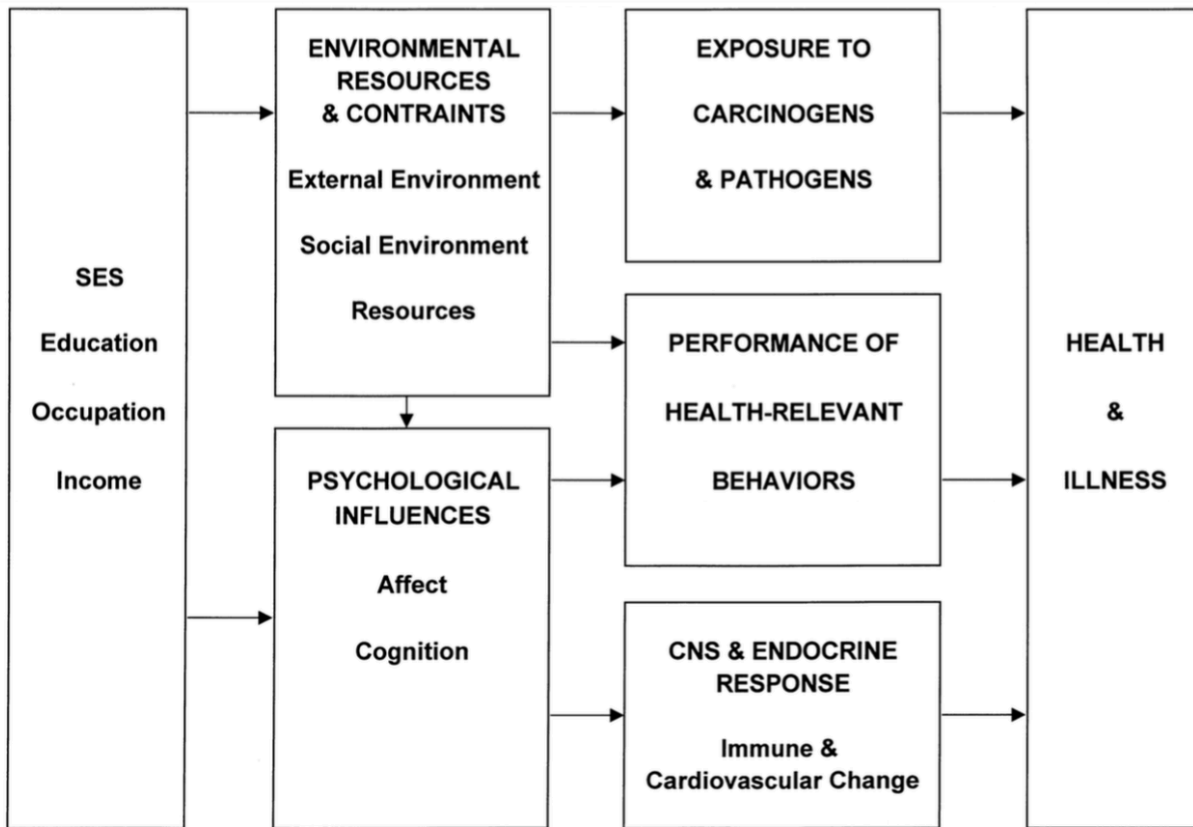 SES
Education
Occupation
Income
ENVIRONMENTAL
RESOURCES
& CONTRAINTS
External Environment
Social Environment
Resources
PSYCHOLOGICAL
INFLUENCES
Affect
Cognition
EXPOSURE TO
CARCINOGENS
& PATHOGENS
PERFORMANCE OF
HEALTH-RELEVANT
BEHAVIORS
CNS & ENDOCRINE
RESPONSE
Immune &
Cardiovascular Change
HEALTH
&
ILLNESS